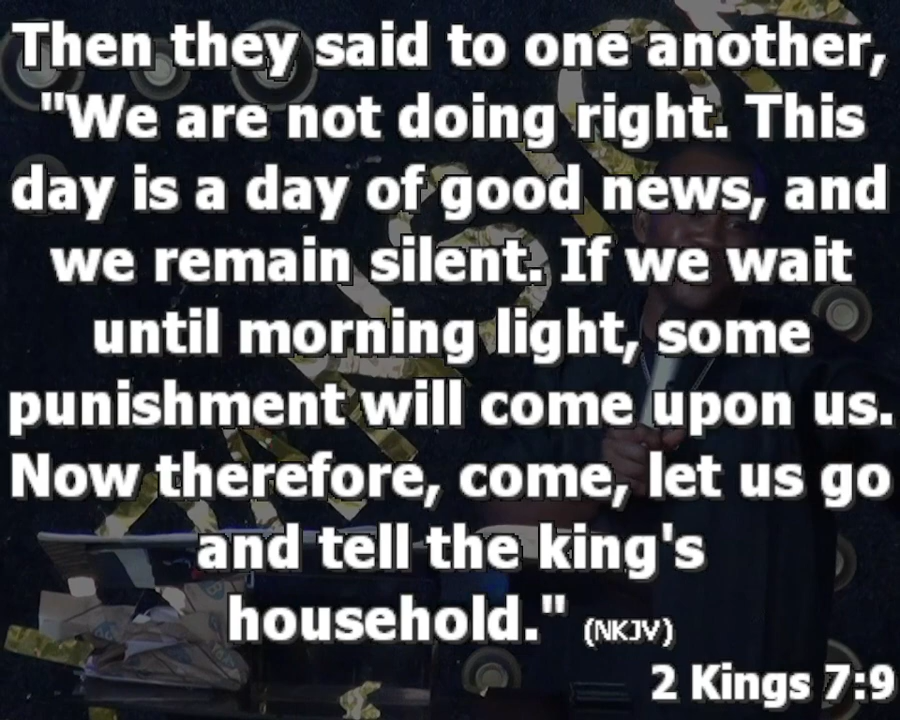 Then they said to one another,
"We are not doing right. This
day is a day of good news, and
we remain silent. If we wait
until morning light, some
punishment will come upon us.
Now therefore, come, let us go
and tell the king's
household." (NKJV)
2 Kings 7:9